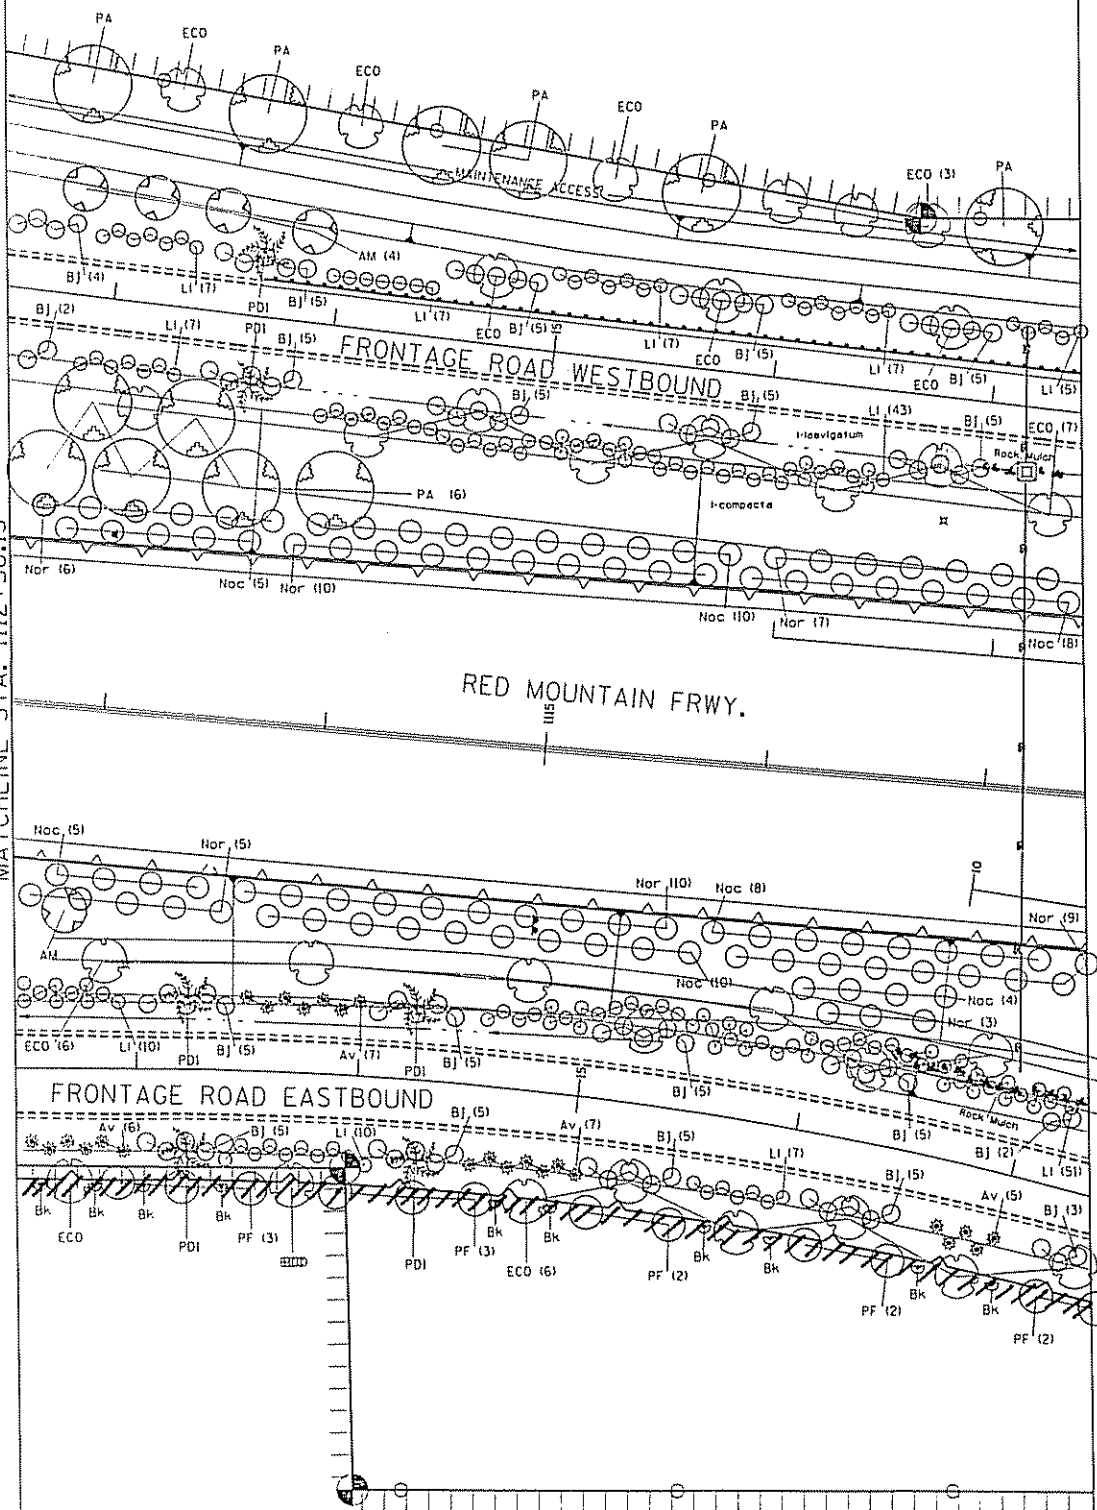 PA
ECO
PA
ECO
PA
ECO
PA
ECO (3)
PA
MAINTENANCE ACCESS
AM (4)
BJ (4)
LI (7)
PDI
BJ (5)
LI (7)
ECO
BJ (5)
LI (7)
ECO
BJ (5)
LI (7)
ECO
BJ (5)
LI (5)
BJ (2)
LI (7)
PDI
BJ (5)
15
FRONTAGE ROAD WESTBOUND
BJ (5)
BJ (5)
LI (43)
BJ (5)
ECO (7)
1-laevigatum
Rock Mulch
PA (6)
1-compacta
Nor (6)
Noc (5)
Nor (10)
Noc (10)
Nor (7)
Noc (8)
RED MOUNTAIN FRWY.
1115
Noc (5)
Nor (5)
Nor (10)
Noc (8)
10
Nor (9)
AM
Noc (10)
Noc (4)
Nor (3)
ECO (6)
LI (10)
PDI
BJ (5)
Av (7)
PDI
BJ (5)
15
BJ (5)
Rock Mulch
BJ (5)
BJ (2)
LI (51)
FRONTAGE ROAD EASTBOUND
Av (6)
BJ (5)
LI (10)
BJ (5)
Av (7)
BJ (5)
LI (7)
BJ (5)
Av (5)
BJ (3)
Bk
ECO
Bk
Bk
PDI
PF (3)
PDI
PF (3)
Bk
ECO (6)
Bk
PF (2)
Bk
Bk
PF (2)
Bk
Bk
PF (2)